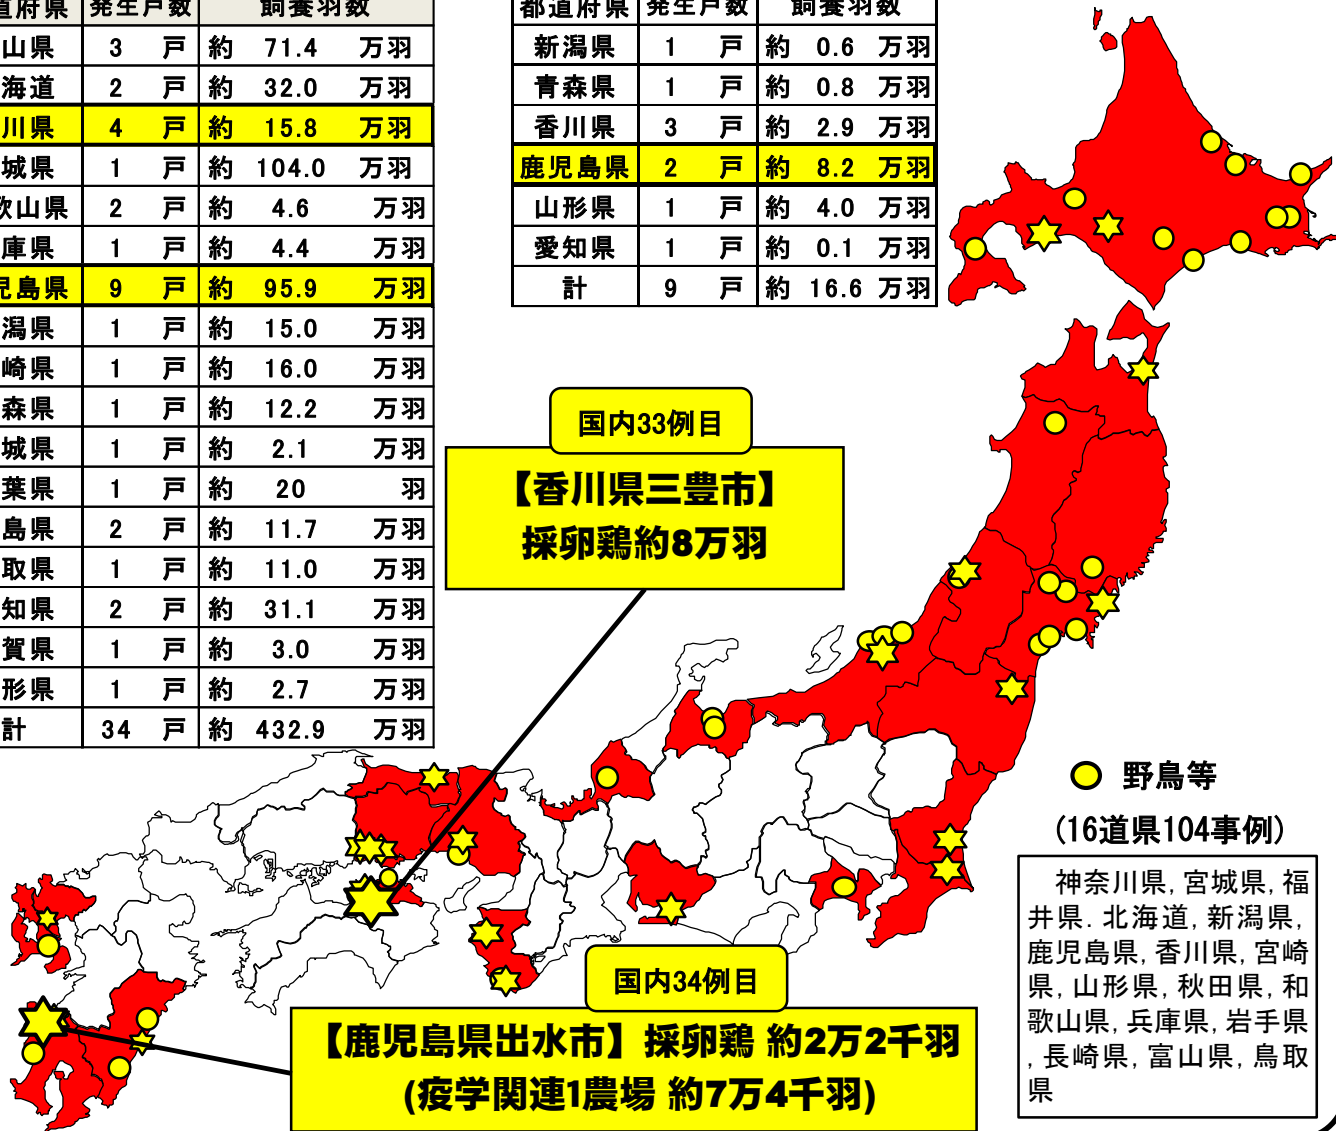 道府県 発生戸数 飼養羽数
山県 3 戸 約 71.4 万羽
海道 2 戸 約 32.0 万羽
川県 4 戸 約 15.8 万羽
城県 1 戸 約 104.0 万羽
歌山県 2 戸 約 4.6 万羽
庫県 1 戸 約 4.4 万羽
児島県 9 戸 約 95.9 万羽
潟県 1 戸 約 15.0 万羽
崎県 1 戸 約 16.0 万羽
森県 1 戸 約 12.2 万羽
城県 1 戸 約 2.1 万羽
葉県 1 戸 約 20 羽
島県 2 戸 約 11.7 万羽
取県 1 戸 約 11.0 万羽
知県 2 戸 約 31.1 万羽
賀県 1 戸 約 3.0 万羽
形県 1 戸 約 2.7 万羽
計 34 戸 約 432.9 万羽
都道府県 発生戸数 飼養羽数
新潟県 1 戸 約 0.6 万羽
青森県 1 戸 約 0.8 万羽
香川県 3 戸 約 2.9 万羽
鹿児島県 2 戸 約 8.2 万羽
山形県 1 戸 約 4.0 万羽
愛知県 1 戸 約 0.1 万羽
計 9 戸 約 16.6 万羽
国内33例目
【香川県三豊市】
採卵鶏約8万羽
国内34例目
【鹿児島県出水市】採卵鶏 約2万2千羽
(疫学関連1農場 約7万4千羽)
野鳥等
(16道県104事例)
神奈川県,宮城県,福
井県.北海道,新潟県,
鹿児島県,香川県,宮崎
県,山形県,秋田県,和
歌山県,兵庫県,岩手県
,長崎県,富山県,鳥取
県